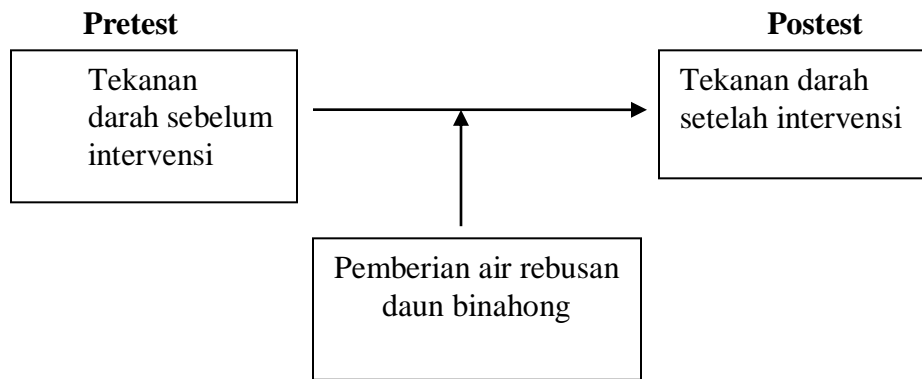 Pretest
Postest
Tekanan
darah sebelum
intervensi
Tekanan darah
setelah intervensi
Pemberian air rebusan
daun binahong